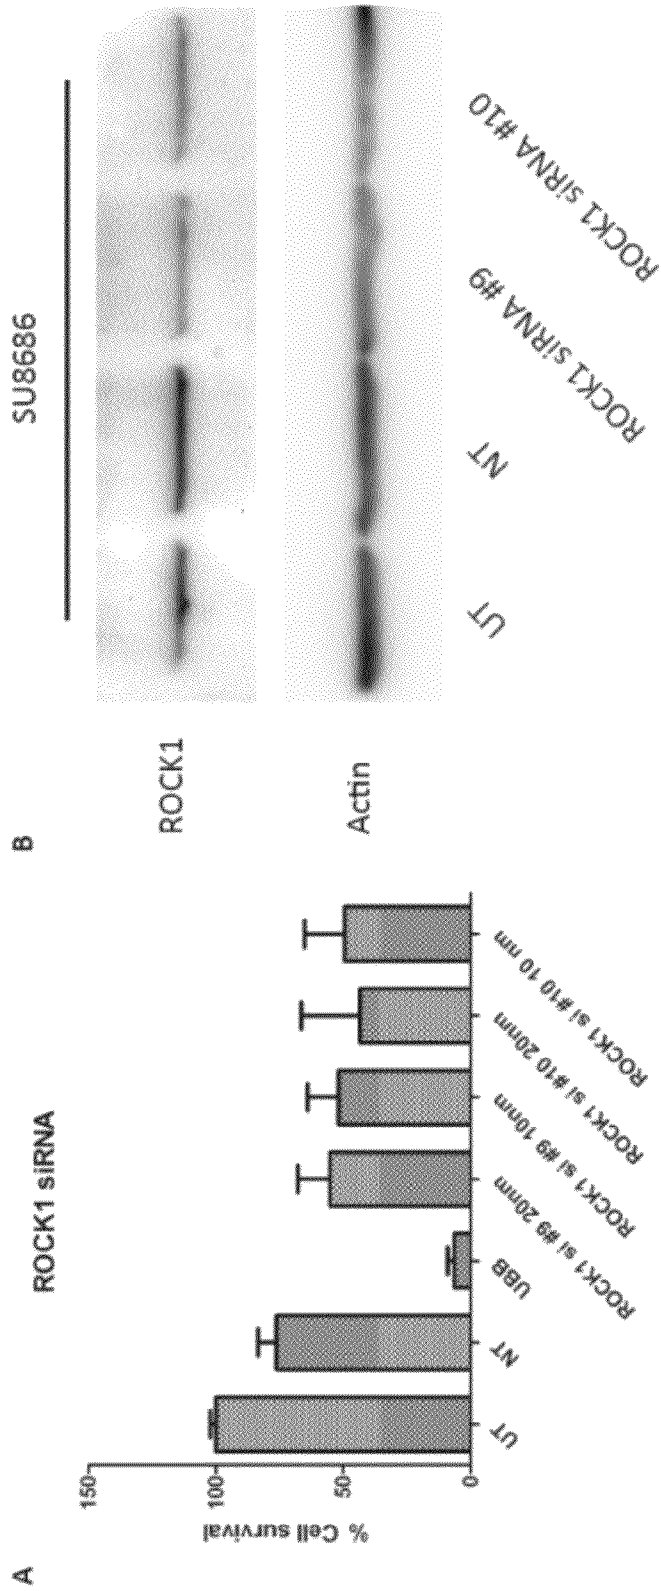 A
ROCK1 siRNA
% Cell survival
150
100
50
0
UT
NT
UBB
ROCK1 si #9 20nm
ROCK1 si #9 10nm
ROCK1 si #10 20nm
ROCK1 si #10 10 nm
B
SU8686
ROCK1
Actin
UT
NT
ROCK1 siRNA #9
ROCK1 siRNA #10